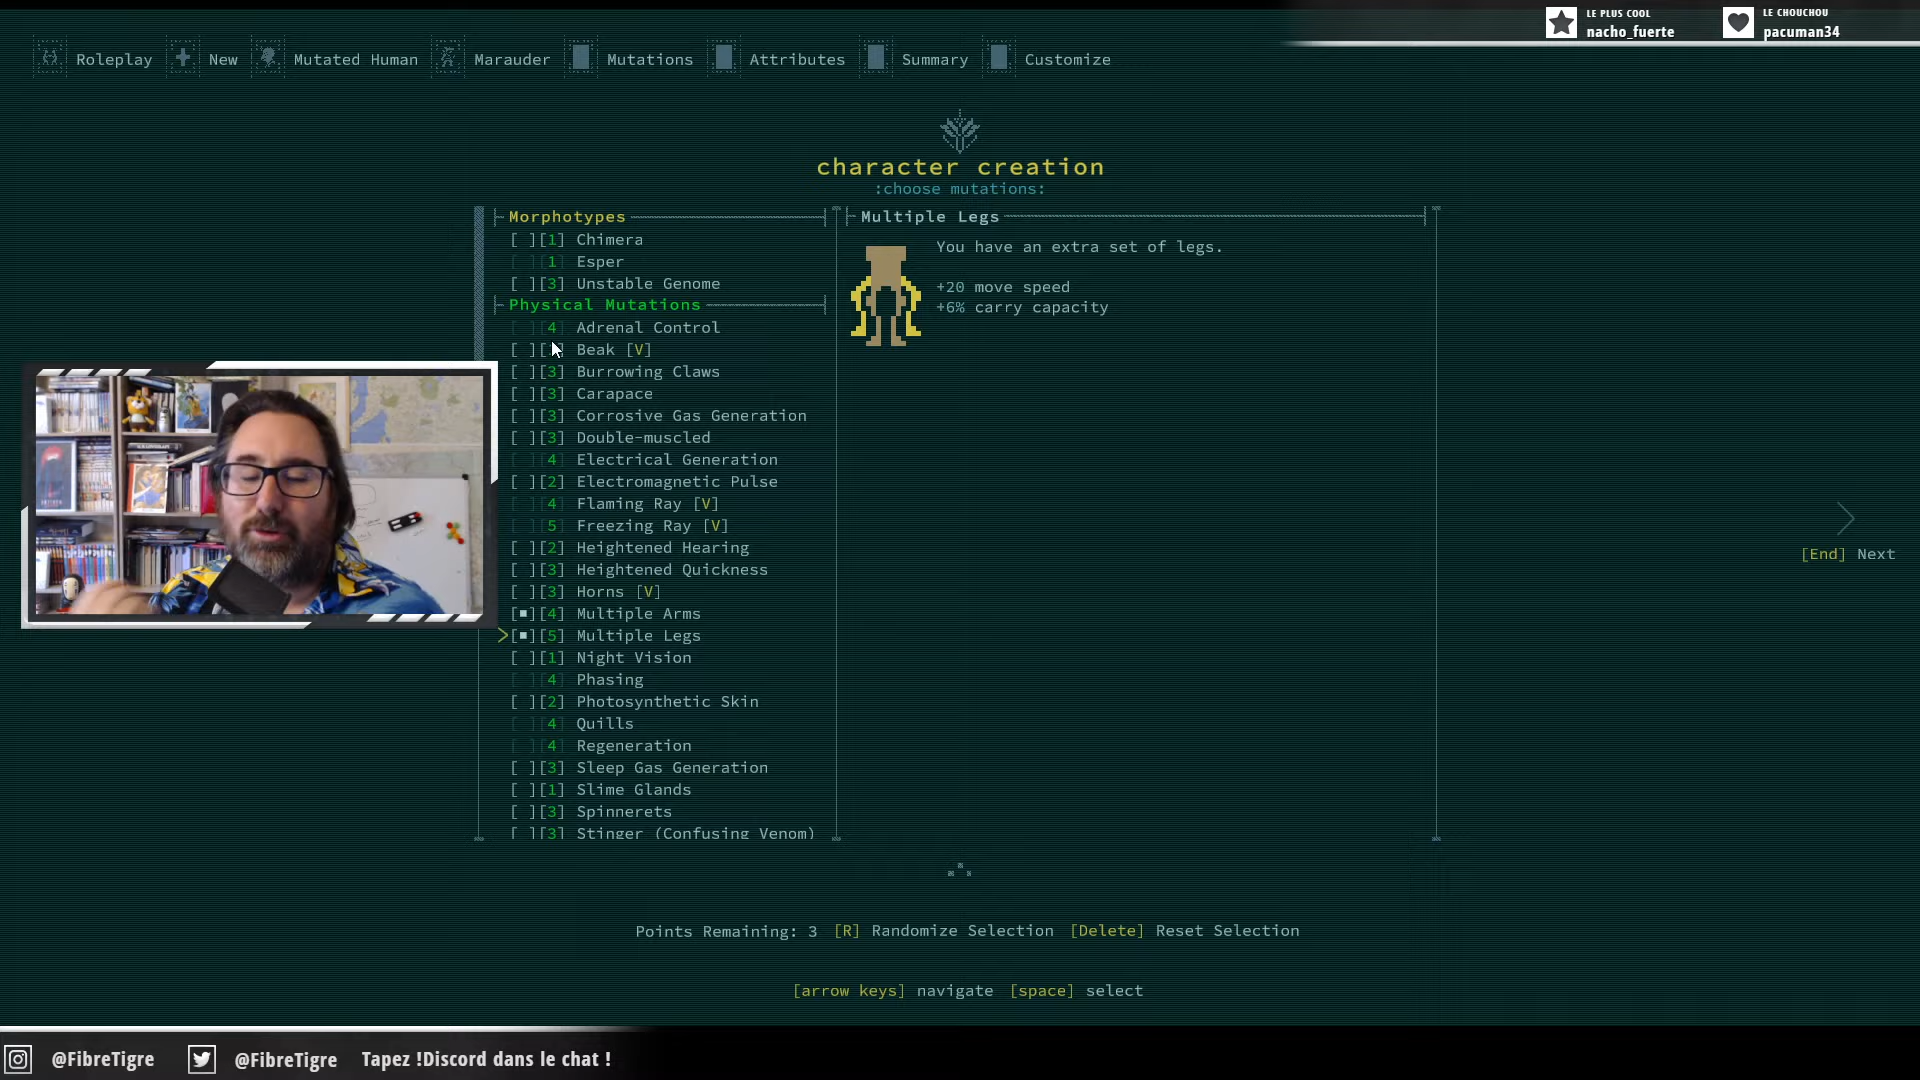 LE PLUS COOL
nacho_fuerte
LE CHOUCHOU
pacuman34
Roleplay
New
Mutated Human
Marauder
Mutations
Attributes
Summary
Customize
character creation
:choose mutations:
Morphotypes
[ ][1] Chimera
[ ][1] Esper
[ ][3] Unstable Genome
Physical Mutations
[ ][4] Adrenal Control
[ ][ ] Beak [V]
[ ][3] Burrowing Claws
[ ][3] Carapace
[ ][3] Corrosive Gas Generation
[ ][3] Double-muscled
[ ][4] Electrical Generation
[ ][2] Electromagnetic Pulse
[ ][4] Flaming Ray [V]
[ ][5] Freezing Ray [V]
[ ][2] Heightened Hearing
[ ][3] Heightened Quickness
[ ][3] Horns [V]
[■][4] Multiple Arms
>[■][5] Multiple Legs
[ ][1] Night Vision
[ ][4] Phasing
[ ][2] Photosynthetic Skin
[ ][4] Quills
[ ][4] Regeneration
[ ][3] Sleep Gas Generation
[ ][1] Slime Glands
[ ][3] Spinnerets
[ ][3] Stinger (Confusing Venom)
Multiple Legs
You have an extra set of legs.
+20 move speed
+6% carry capacity
[End] Next
Points Remaining: 3 [R] Randomize Selection [Delete] Reset Selection
[arrow keys] navigate [space] select
@FibreTigre
@FibreTigre
Tapez !Discord dans le chat !